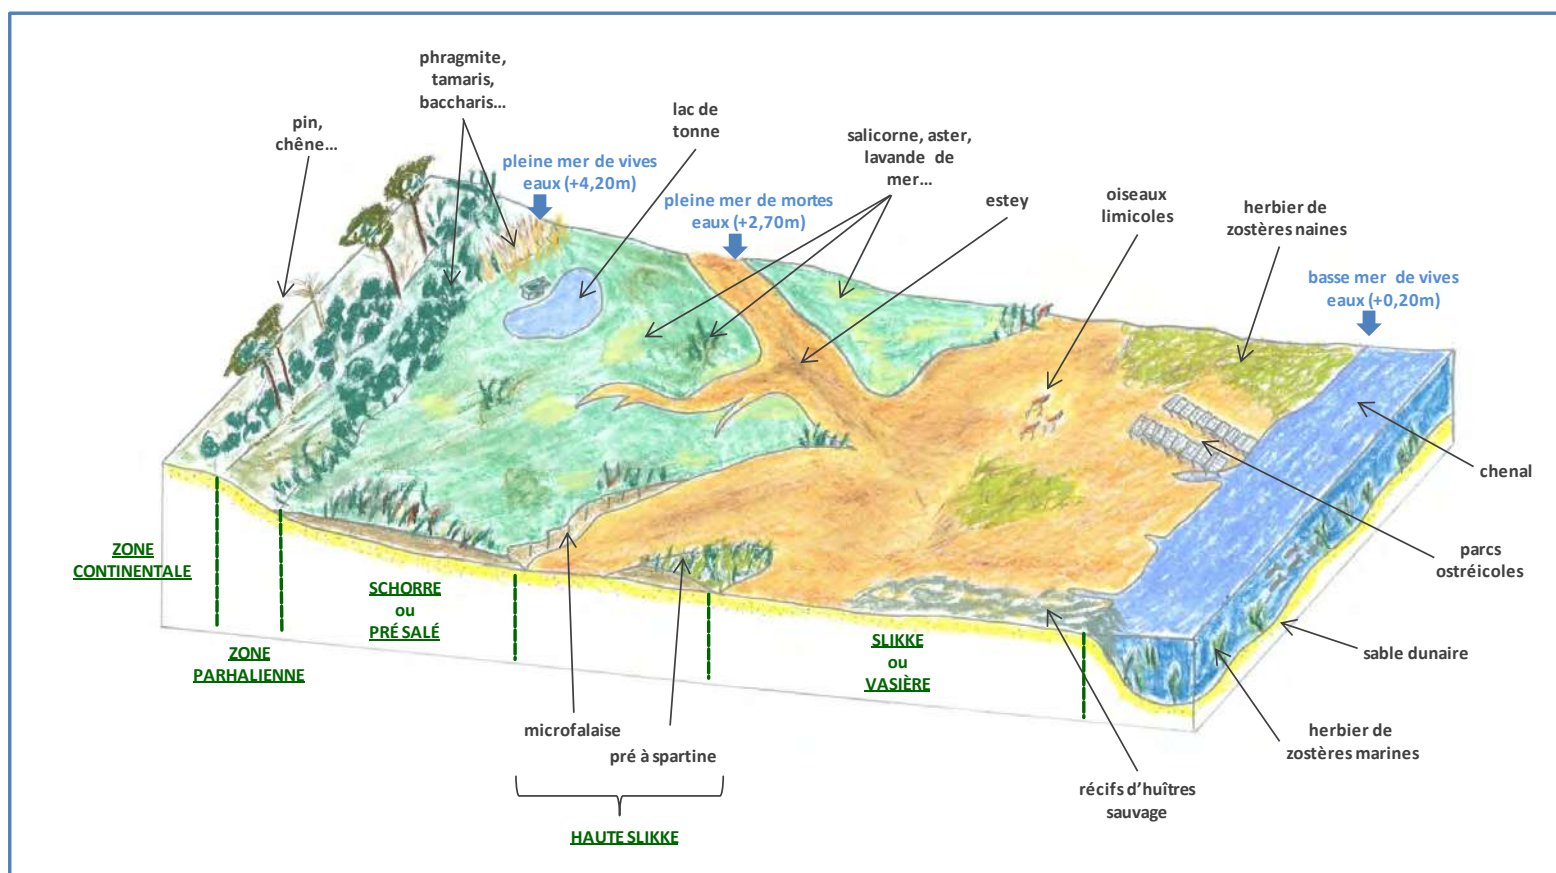 phragmite,
tamaris,
baccharis...
pin,
chêne...
lac de
tonne
pleine mer de vives
eaux (+4,20m)
pleine mer de mortes
eaux (+2,70m)
salicorne, aster,
lavande de
mer...
estey
oiseaux
limicoles
herbier de
zostères naines
basse mer de vives
eaux (+0,20m)
chenal
parcs
ostréicoles
sable dunaire
herbier de
zostères marines
récifs d'huîtres
sauvage
ZONE
CONTINENTALE
ZONE
PARHALIENNE
SCHORRE
ou
PRÉ SALÉ
SLIKKE
ou
VASIÈRE
microfalaise
pré à spartine
HAUTE SLIKKE